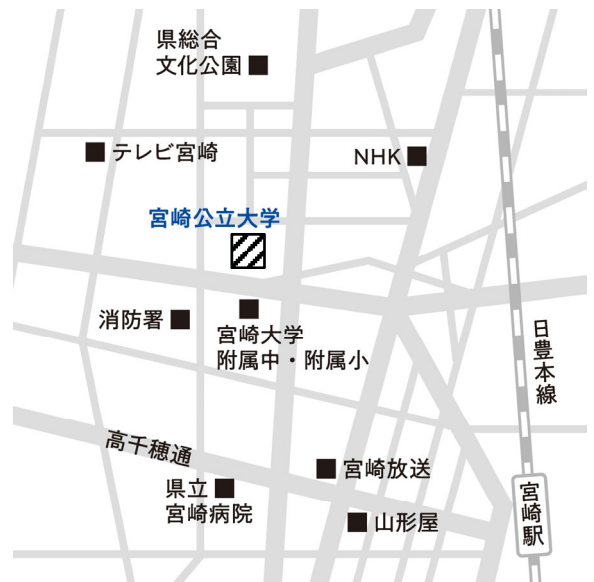 県総合
文化公園
テレビ宮崎
NHK
宮崎公立大学
消防署
宮崎大学
附属中・附属小
日豊本線
高千穂通
宮崎放送
県立
宮崎病院
山形屋
宮崎駅